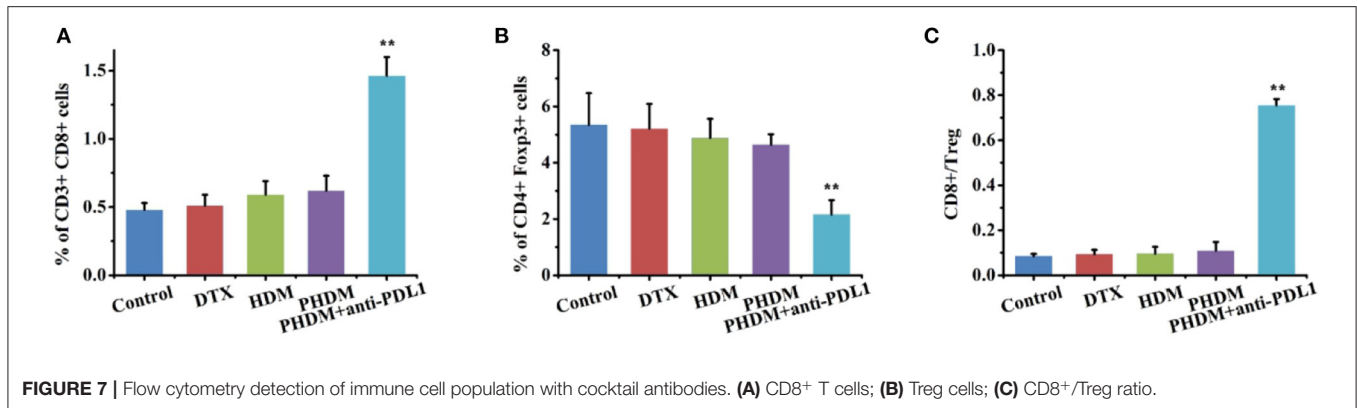 A
% of CD3+ CD8+ cells
1.5
1.0
0.5
0.0
**
Control
DTX
HDM
PHDM
PHDM+anti-PDL1
B
% of CD4+ Foxp3+ cells
8
6
4
2
0
**
Control
DTX
HDM
PHDM
PHDM+anti-PDL1
C
CD8+/Treg
1.0
0.8
0.6
0.4
0.2
0.0
**
Control
DTX
HDM
PHDM
PHDM+anti-PDL1
FIGURE 7 | Flow cytometry detection of immune cell population with cocktail antibodies. (A) CD8+ T cells; (B) Treg cells; (C) CD8+/Treg ratio.